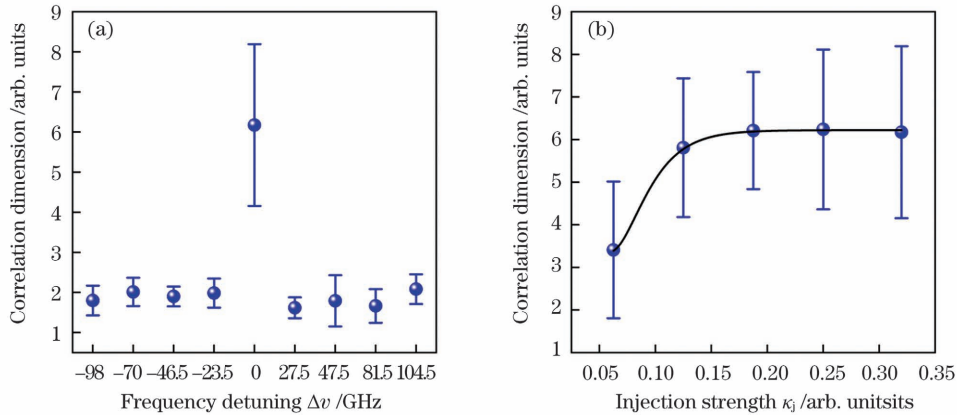 (a)
Correlation dimension /arb. units
9
8
7
6
5
4
3
2
1
−98 −70 −46.5 −23.5 0 27.5 47.5 81.5 104.5
Frequency detuning Δν /GHz
(b)
Correlation dimension /arb. units
9
8
7
6
5
4
3
2
1
0.05 0.10 0.15 0.20 0.25 0.30 0.35
Injection strength κj /arb. unitsits